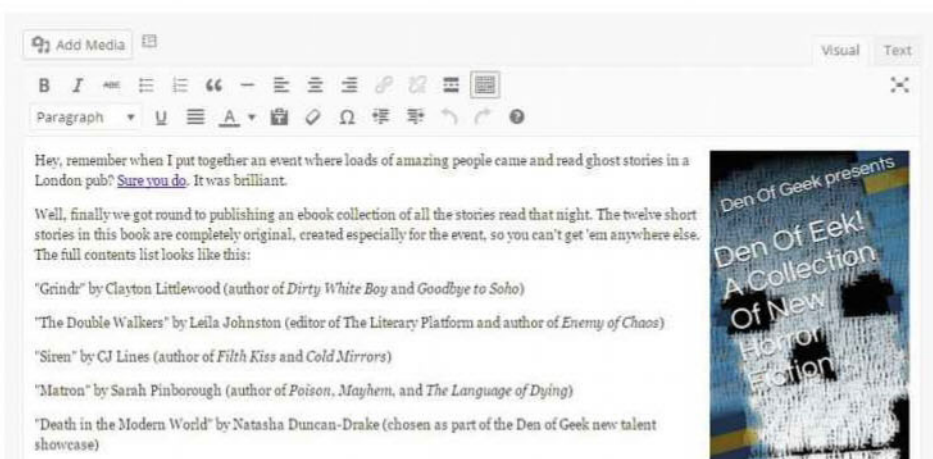 Add Media
Visual Text
B I ABC
Paragraph U A Ω
Hey, remember when I put together an event where loads of amazing people came and read ghost stories in a
London pub? Sure you do. It was brilliant.
Well, finally we got round to publishing an ebook collection of all the stories read that night. The twelve short
stories in this book are completely original, created especially for the event, so you can't get 'em anywhere else.
The full contents list looks like this:
"Grindr" by Clayton Littlewood (author of Dirty White Boy and Goodbye to Soho)
"The Double Walkers" by Leila Johnston (editor of The Literary Platform and author of Enemy of Chaos)
"Siren" by CJ Lines (author of Filth Kiss and Cold Mirrors)
"Matron" by Sarah Pinborough (author of Poison, Mayhem, and The Language of Dying)
"Death in the Modern World" by Natasha Duncan-Drake (chosen as part of the Den of Geek new talent
showcase)
Den Of Geek presents
Den Of Eek!
A Collection
Of New
Horror
Fiction